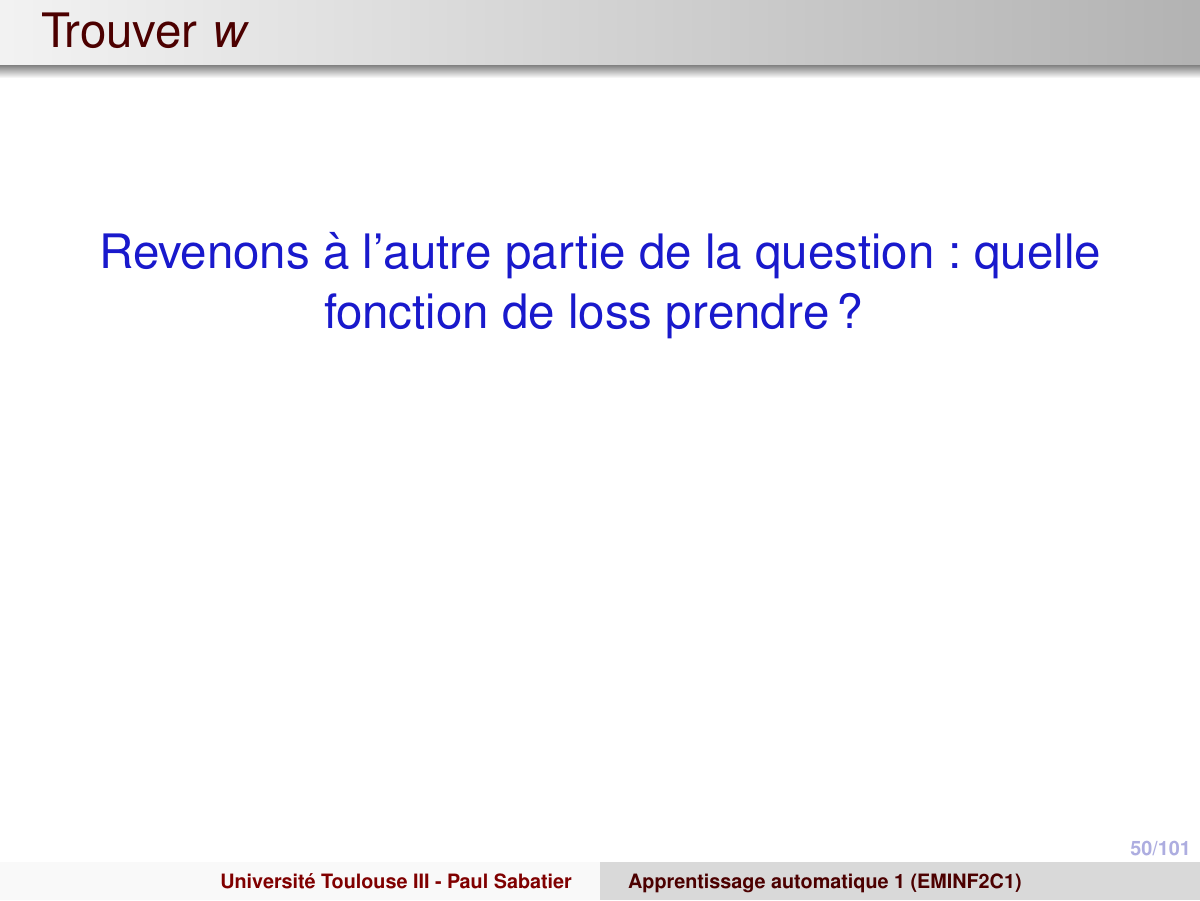 Trouver w
Revenons à l'autre partie de la question : quelle
fonction de loss prendre ?
50/101
Université Toulouse III - Paul Sabatier
Apprentissage automatique 1 (EMINF2C1)